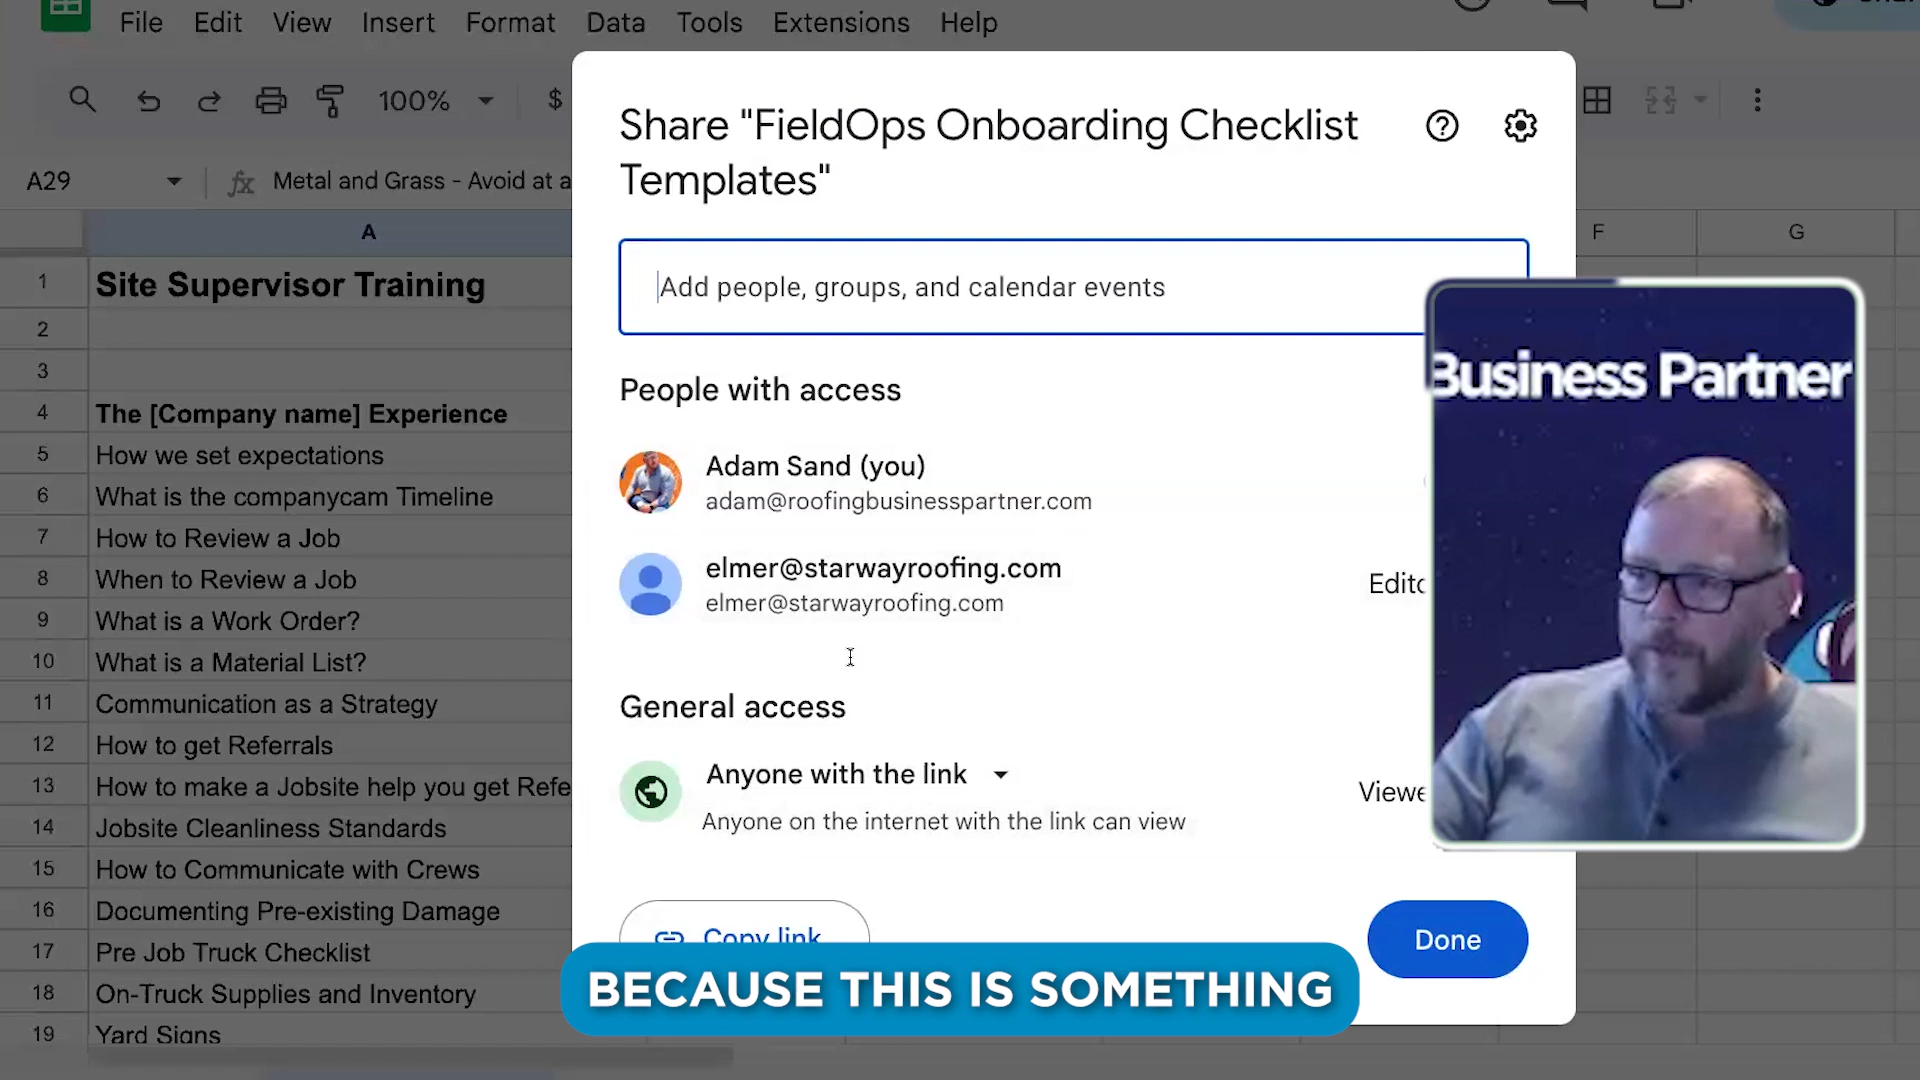 File Edit View Insert Format Data Tools Extensions Help
100% $
A29 fx Metal and Grass - Avoid at a
A F G
Share "FieldOps Onboarding Checklist
Templates"
Add people, groups, and calendar events
People with access
Adam Sand (you)
adam@roofingbusinesspartner.com
elmer@starwayroofing.com
elmer@starwayroofing.com
Edito
General access
Anyone with the link
Anyone on the internet with the link can view
Viewe
Copy link
Done
1 Site Supervisor Training
2
3
4 The [Company name] Experience
5 How we set expectations
6 What is the companycam Timeline
7 How to Review a Job
8 When to Review a Job
9 What is a Work Order?
10 What is a Material List?
11 Communication as a Strategy
12 How to get Referrals
13 How to make a Jobsite help you get Refe
14 Jobsite Cleanliness Standards
15 How to Communicate with Crews
16 Documenting Pre-existing Damage
17 Pre Job Truck Checklist
18 On-Truck Supplies and Inventory
19 Yard Signs
Business Partner
BECAUSE THIS IS SOMETHING